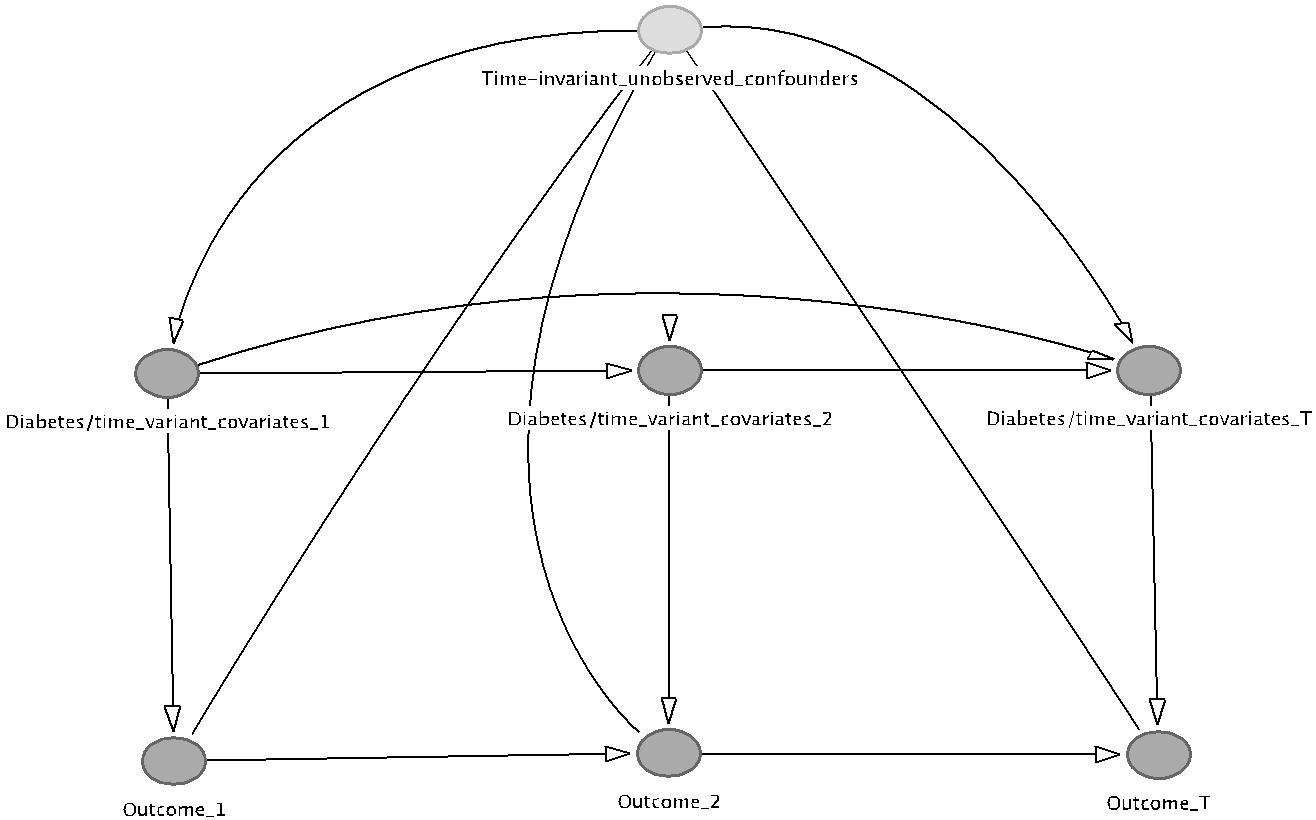 Time-invariant_unobserved_confounders
Diabetes/time_variant_covariates_1
Diabetes/time_variant_covariates_2
Diabetes/time_variant_covariates_T
Outcome_1
Outcome_2
Outcome_T